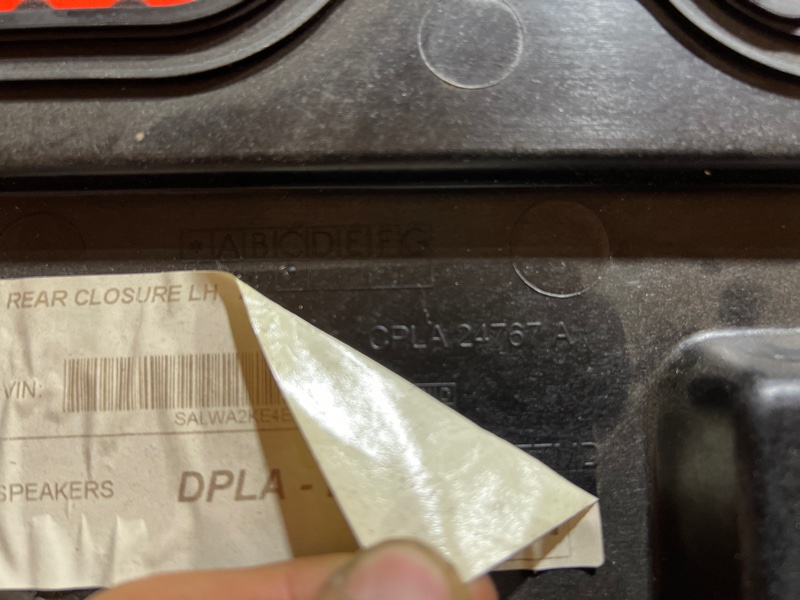 *ABCDEFG
REAR CLOSURE LH
CPLA 24767 A
VIN:
SALWA2KE4E
SPEAKERS
DPLA -